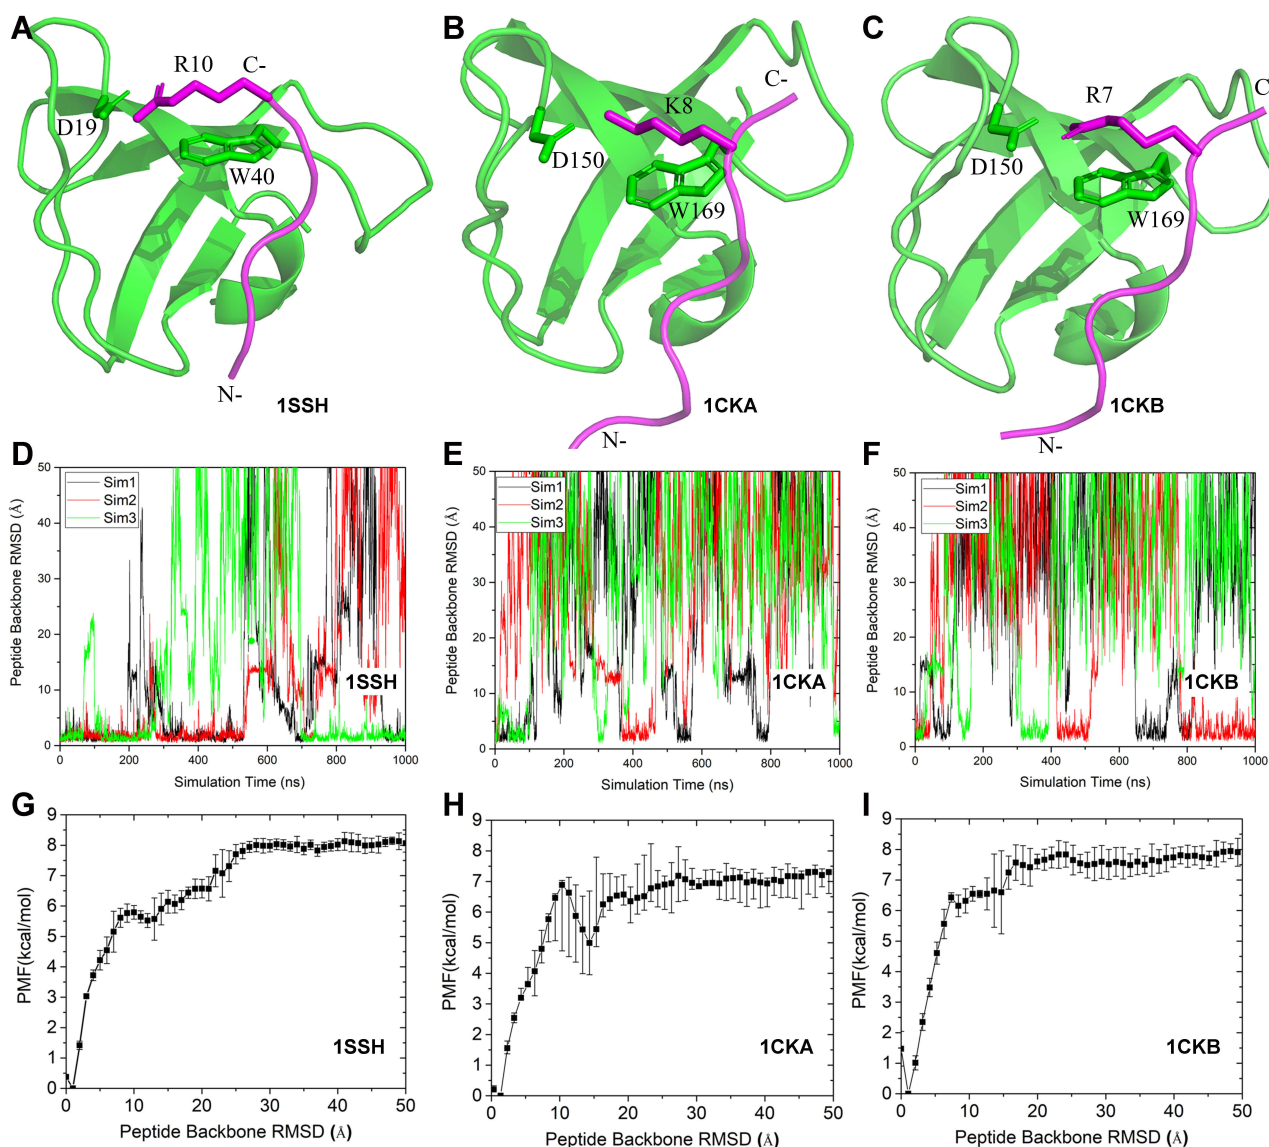 A
R10
C-
D19
W40
N-
1SSH
B
C-
K8
D150
W169
1CKA
N-
C
C
R7
D150
W169
1CKB
N-
D
Peptide Backbone RMSD (Å)
50
40
30
20
10
0
Sim1
Sim2
Sim3
1SSH
0
200
400
600
800
1000
Simulation Time (ns)
E
Peptide Backbone RMSD (Å)
50
40
30
20
10
0
Sim1
Sim2
Sim3
1CKA
0
200
400
600
800
1000
Simulation Time (ns)
F
Peptide Backbone RMSD (Å)
50
40
30
20
10
0
Sim1
Sim2
Sim3
1CKB
0
200
400
600
800
1000
Simulation Time (ns)
G
PMF(kcal/mol)
9
8
7
6
5
4
3
2
1
0
1SSH
0
10
20
30
40
50
Peptide Backbone RMSD (Å)
H
PMF(kcal/mol)
9
8
7
6
5
4
3
2
1
0
1CKA
0
10
20
30
40
50
Peptide Backbone RMSD (Å)
I
PMF(kcal/mol)
9
8
7
6
5
4
3
2
1
0
1CKB
0
10
20
30
40
50
Peptide Backbone RMSD (Å)